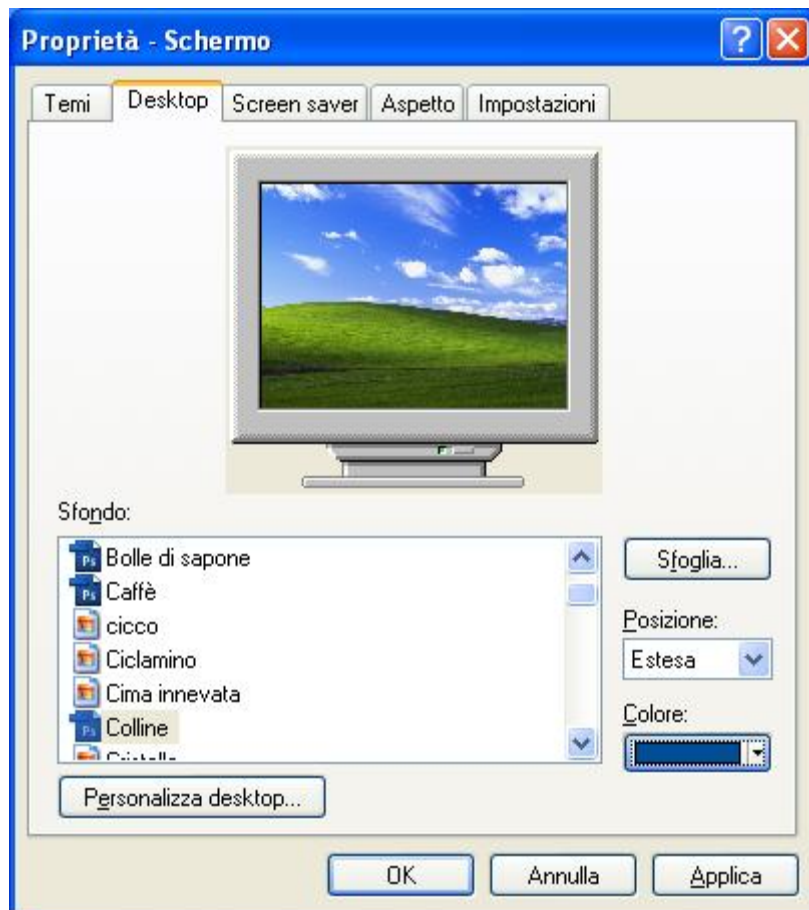 Proprietà - Schermo
Temi Desktop Screen saver Aspetto Impostazioni
Sfondo:
Bolle di sapone
Caffè
cicco
Ciclamino
Cima innevata
Colline
Sfoglia...
Posizione:
Estesa
Colore:
Personalizza desktop...
OK Annulla Applica